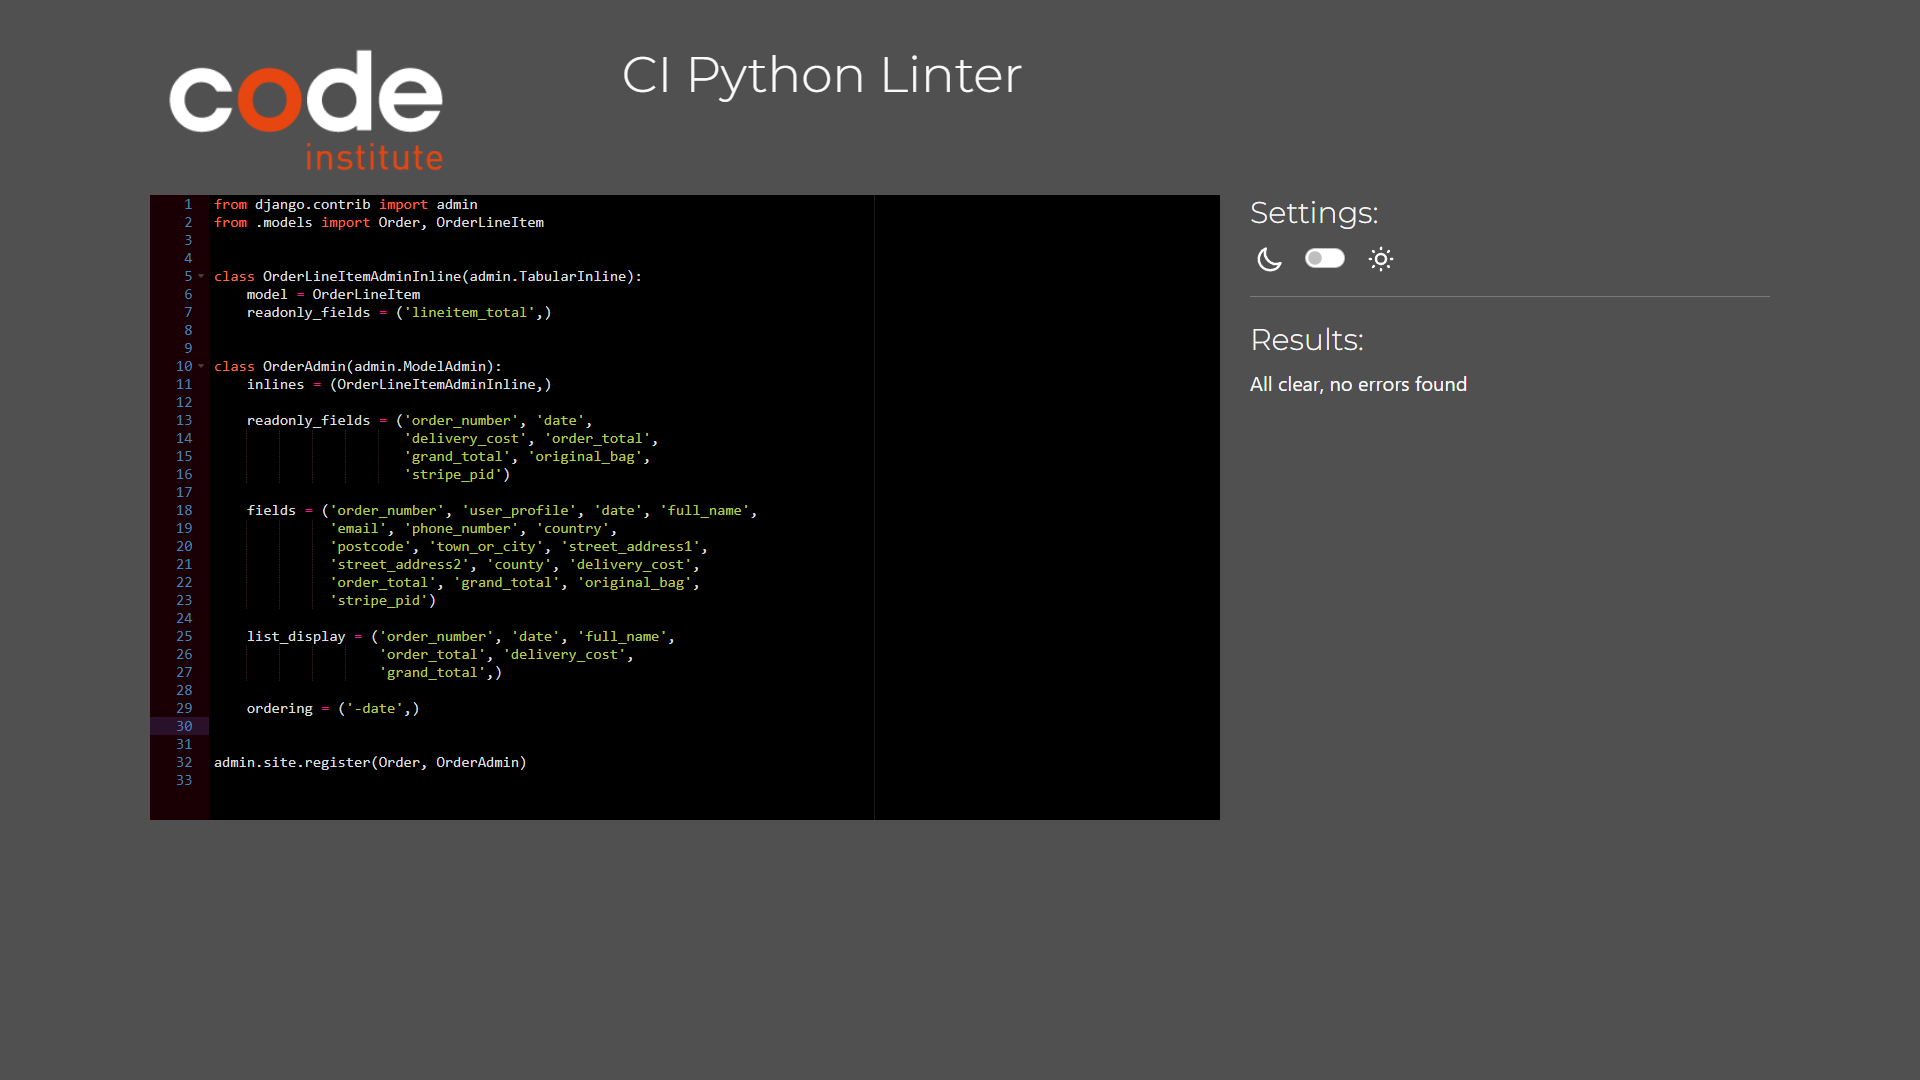 code
institute
CI Python Linter
1 from django.contrib import admin
2 from .models import Order, OrderLineItem
3
4
5 class OrderLineItemAdminInline(admin.TabularInline):
6     model = OrderLineItem
7     readonly_fields = ('lineitem_total',)
8
9
10 class OrderAdmin(admin.ModelAdmin):
11     inlines = (OrderLineItemAdminInline,)
12
13     readonly_fields = ('order_number', 'date',
14                        'delivery_cost', 'order_total',
15                        'grand_total', 'original_bag',
16                        'stripe_pid')
17
18     fields = ('order_number', 'user_profile', 'date', 'full_name',
19               'email', 'phone_number', 'country',
20               'postcode', 'town_or_city', 'street_address1',
21               'street_address2', 'county', 'delivery_cost',
22               'order_total', 'grand_total', 'original_bag',
23               'stripe_pid')
24
25     list_display = ('order_number', 'date', 'full_name',
26                     'order_total', 'delivery_cost',
27                     'grand_total',)
28
29     ordering = ('-date',)
30
31
32 admin.site.register(Order, OrderAdmin)
33
Settings:
Results:
All clear, no errors found